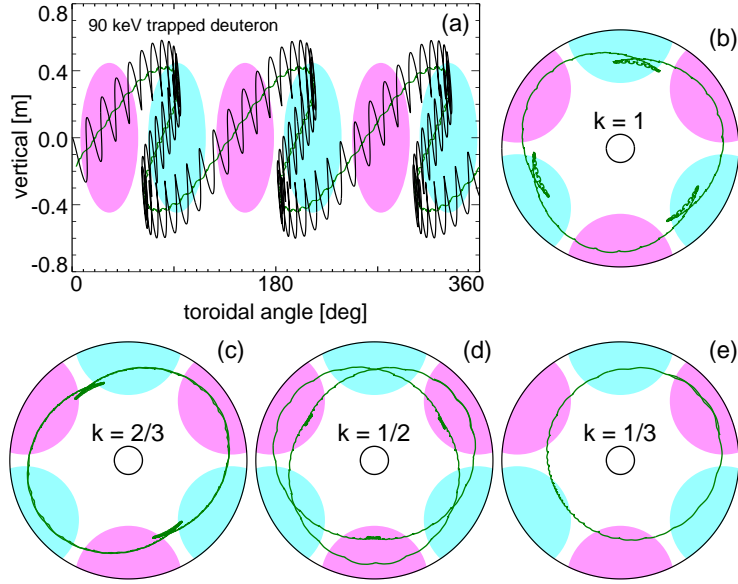 90 keV trapped deuteron
(a)
0.8
0.4
0.0
-0.4
-0.8
vertical [m]
0
180
360
toroidal angle [deg]
(b)
k = 1
(c)
k = 2/3
(d)
k = 1/2
(e)
k = 1/3